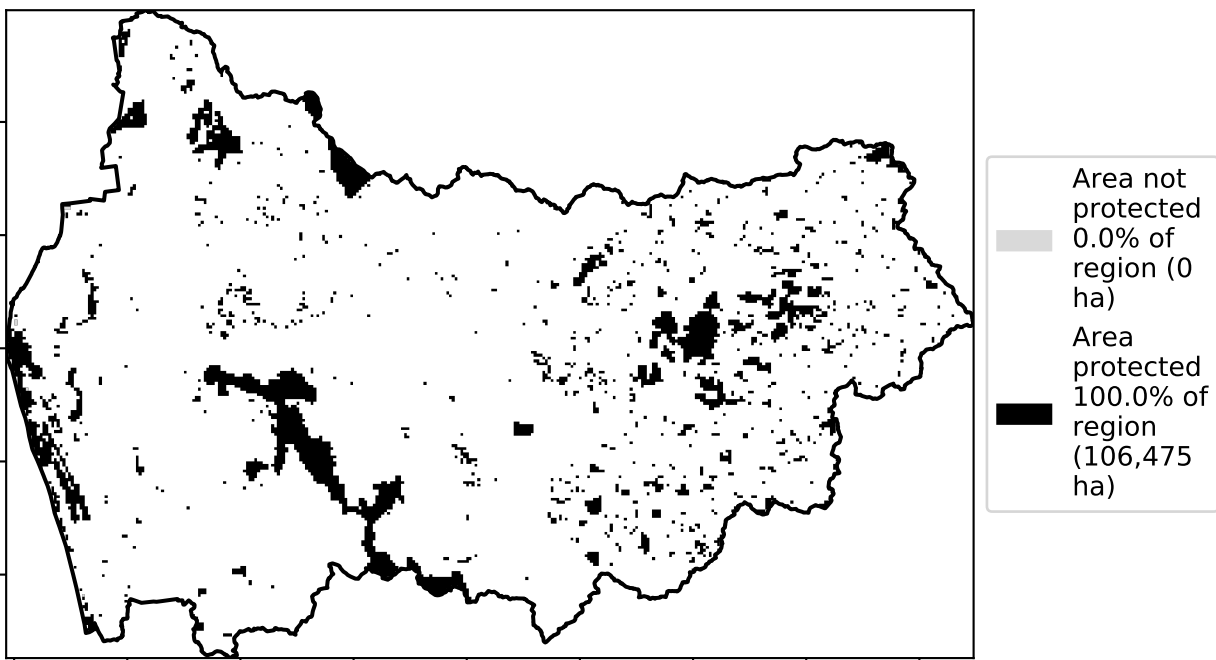 Area not
protected
0.0% of
region (0
ha)
Area
protected
100.0% of
region
(106,475
ha)